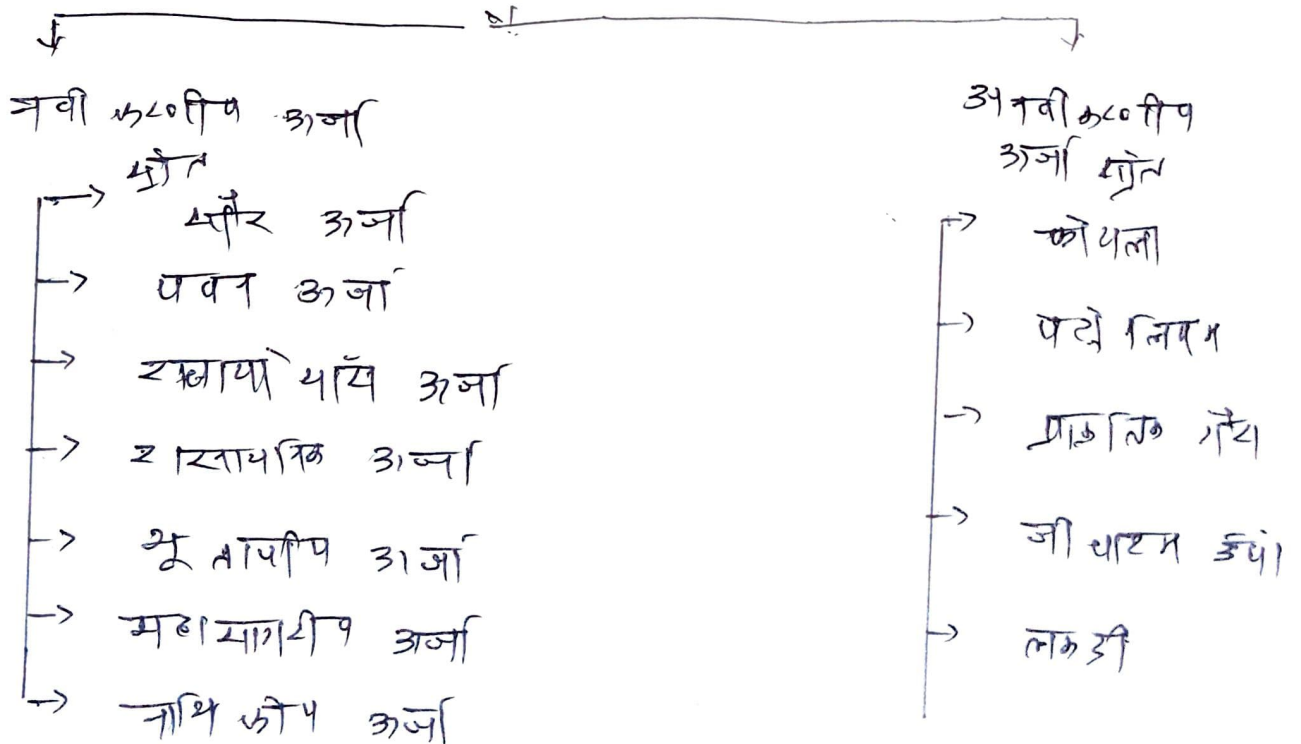 नवीकरणीय ऊर्जा
स्रोत
सौर ऊर्जा
पवन ऊर्जा
बायो मास ऊर्जा
रासायनिक ऊर्जा
भू तापीय ऊर्जा
महासागरीय ऊर्जा
नाभिकीय ऊर्जा
अनवीकरणीय
ऊर्जा स्रोत
कोयला
पेट्रोलियम
प्राकृतिक गैस
जीवाश्म ईंधन
लकड़ी